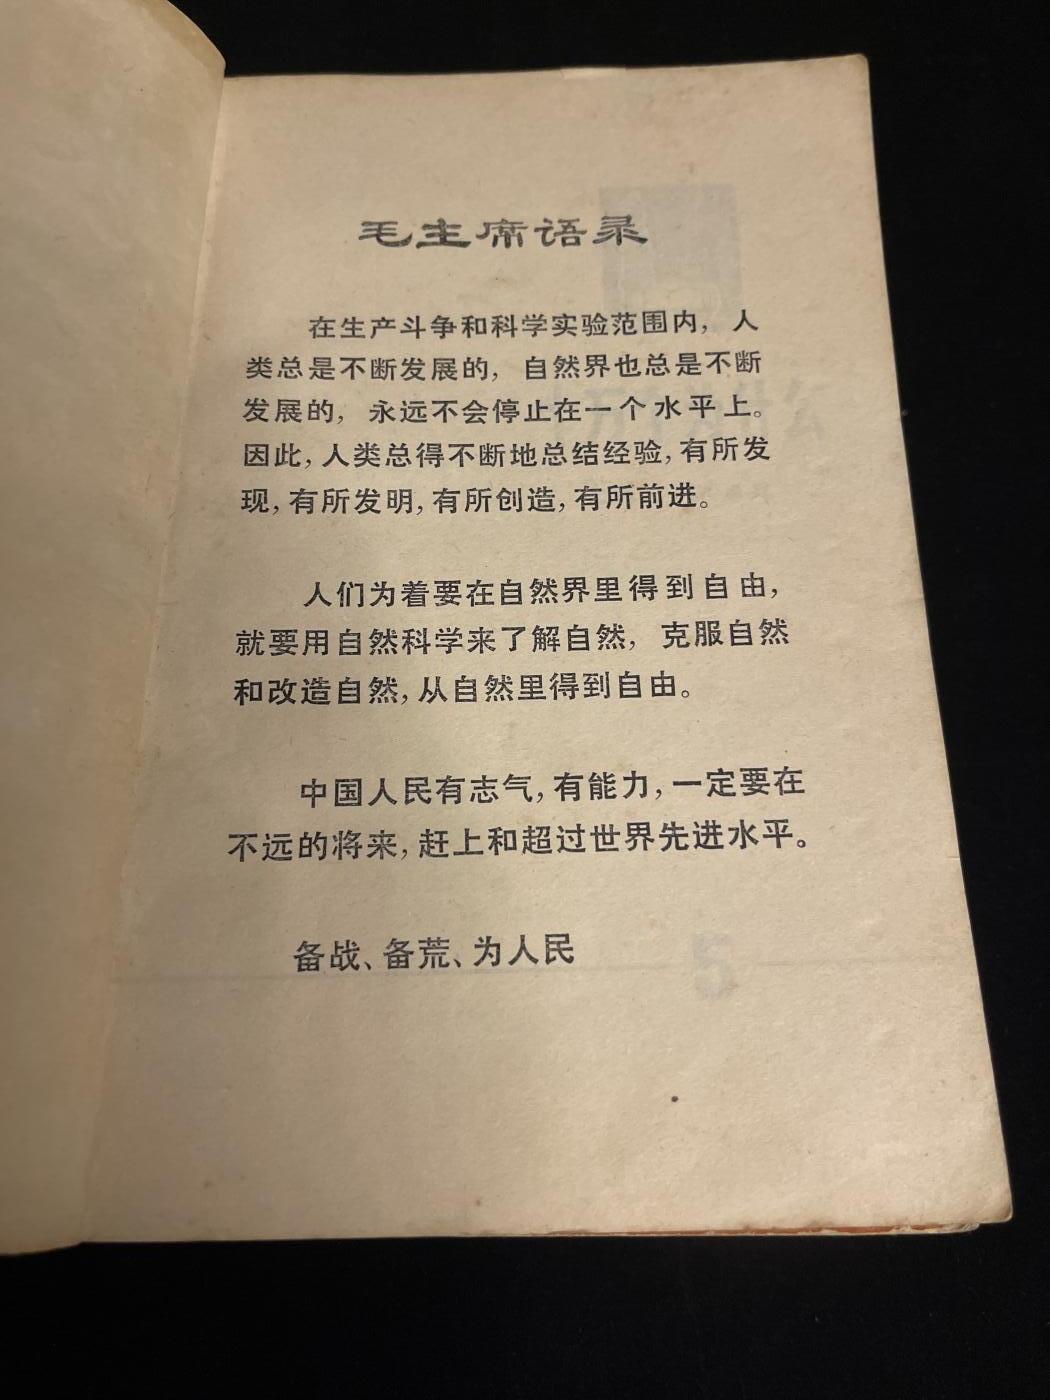 毛主席语录
在生产斗争和科学实验范围内，人
类总是不断发展的，自然界也总是不断
发展的，永远不会停止在一个水平上。
因此，人类总得不断地总结经验，有所发
现，有所发明，有所创造，有所前进。
人们为着要在自然界里得到自由，
就要用自然科学来了解自然，克服自然
和改造自然，从自然里得到自由。
中国人民有志气，有能力，一定要在
不远的将来，赶上和超过世界先进水平。
备战、备荒、为人民
5